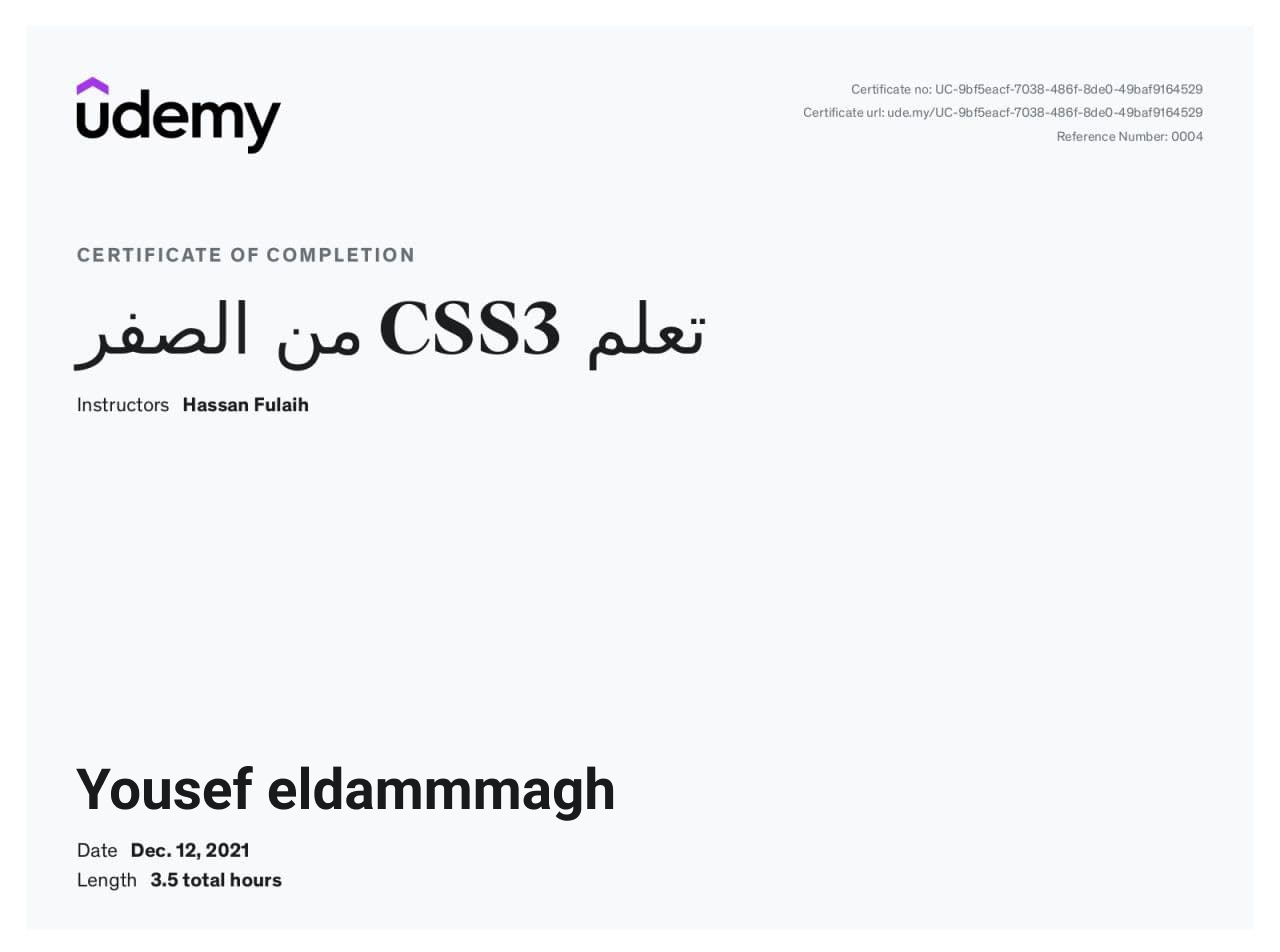 udemy
Certificate no: UC-9bf5eacf-7038-486f-8de0-49baf9164529
Certificate url: ude.my/UC-9bf5eacf-7038-486f-8de0-49baf9164529
Reference Number: 0004
CERTIFICATE OF COMPLETION
تعلم CSS3 من الصفر
Instructors Hassan Fulaih
Yousef eldammmagh
Date Dec. 12, 2021
Length 3.5 total hours